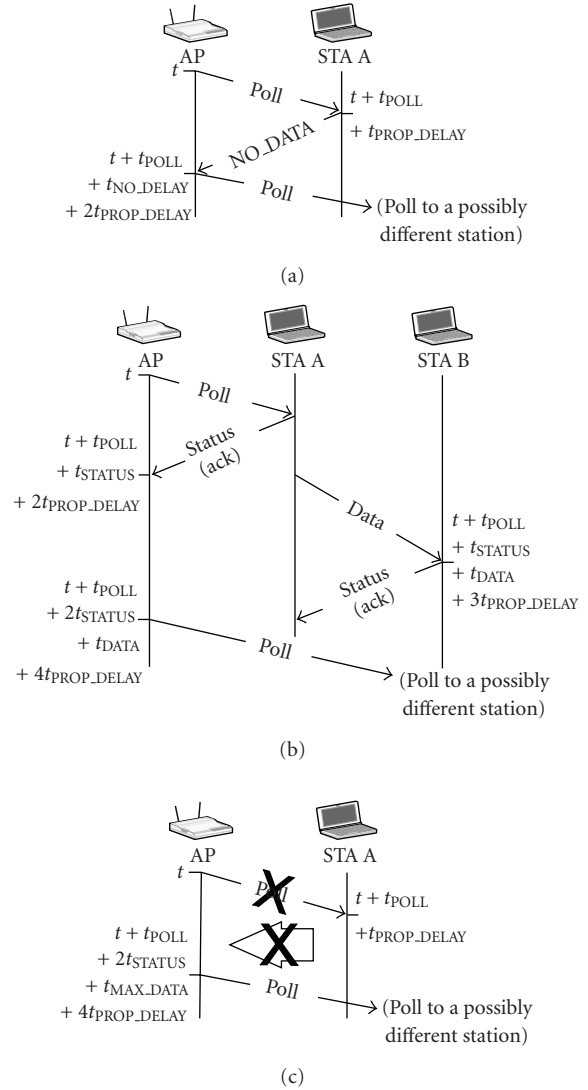 AP
STA A
t
Poll
t + tPOLL
+ tPROP_DELAY
NO_DATA
t + tPOLL
+ tNO_DELAY
+ 2tPROP_DELAY
Poll
(Poll to a possibly
different station)
(a)
AP
STA A
STA B
t
Poll
Status
(ack)
t + tPOLL
+ tSTATUS
+ 2tPROP_DELAY
Data
t + tPOLL
+ tSTATUS
+ tDATA
+ 3tPROP_DELAY
Status
(ack)
t + tPOLL
+ 2tSTATUS
+ tDATA
+ 4tPROP_DELAY
Poll
(Poll to a possibly
different station)
(b)
AP
STA A
t
Poll
t + tPOLL
+tPROP_DELAY
t + tPOLL
+ 2tSTATUS
+ tMAX_DATA
+ 4tPROP_DELAY
Poll
(Poll to a possibly
different station)
(c)